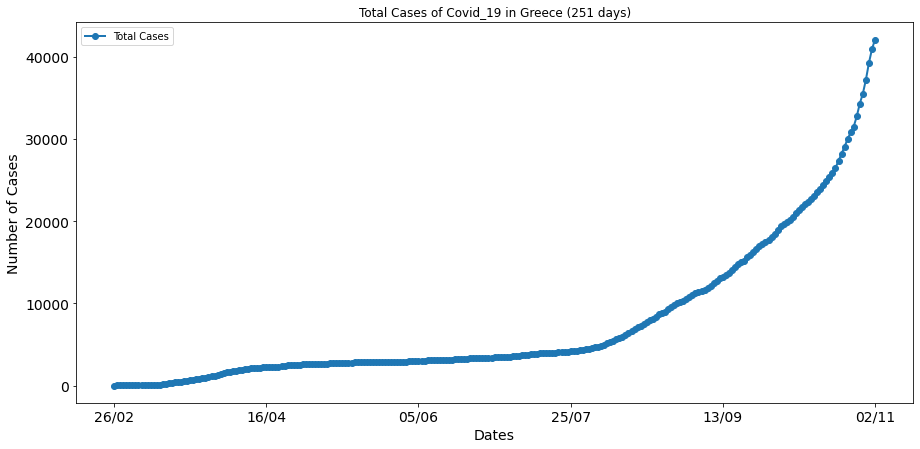 Total Cases of Covid_19 in Greece (251 days)
Total Cases
Number of Cases
40000
30000
20000
10000
0
26/02 16/04 05/06 25/07 13/09 02/11
Dates